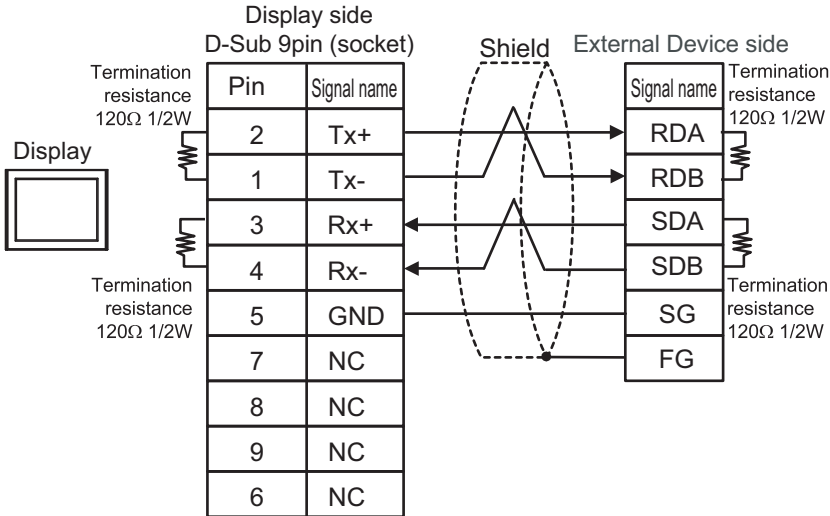 Display side
D-Sub 9pin (socket)
Shield
External Device side
Termination
resistance
120Ω 1/2W
Termination
resistance
120Ω 1/2W
Display
Pin Signal name
2 Tx+
1 Tx-
3 Rx+
4 Rx-
5 GND
7 NC
8 NC
9 NC
6 NC
Signal name
RDA
RDB
SDA
SDB
SG
FG
Termination
resistance
120Ω 1/2W
Termination
resistance
120Ω 1/2W